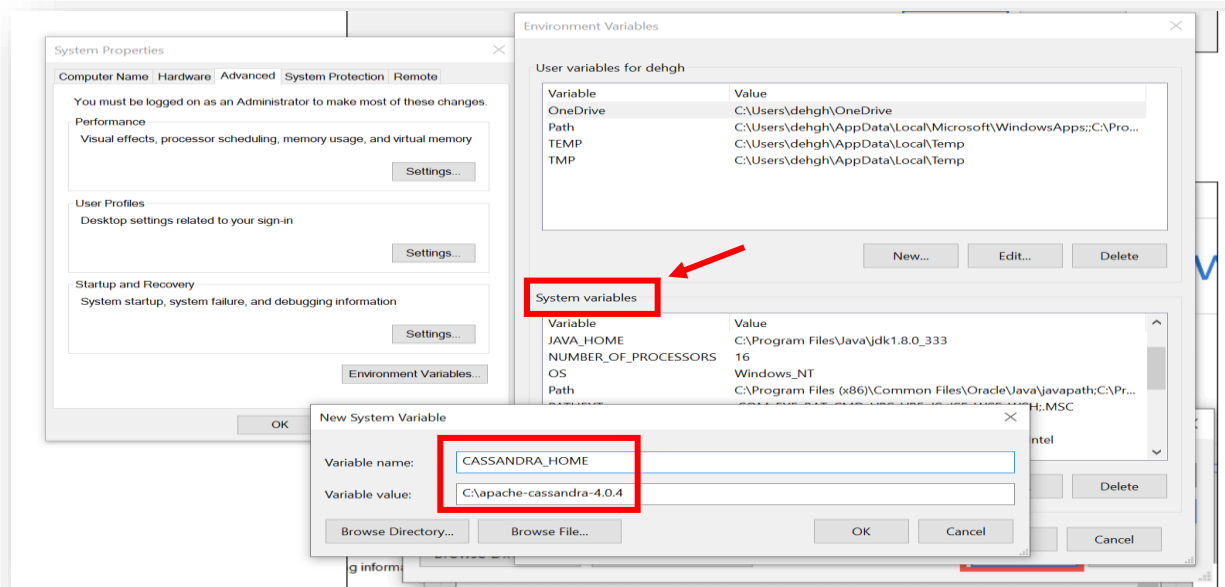 System Properties
Computer Name Hardware Advanced System Protection Remote
You must be logged on as an Administrator to make most of these changes.
Performance
Visual effects, processor scheduling, memory usage, and virtual memory
Settings...
User Profiles
Desktop settings related to your sign-in
Settings...
Startup and Recovery
System startup, system failure, and debugging information
Settings...
Environment Variables...
OK
Environment Variables
User variables for dehgh
Variable Value
OneDrive C:\Users\dehgh\OneDrive
Path C:\Users\dehgh\AppData\Local\Microsoft\WindowsApps;;C:\Pro...
TEMP C:\Users\dehgh\AppData\Local\Temp
TMP C:\Users\dehgh\AppData\Local\Temp
New... Edit... Delete
System variables
Variable Value
JAVA_HOME C:\Program Files\Java\jdk1.8.0_333
NUMBER_OF_PROCESSORS 16
OS Windows_NT
Path C:\Program Files (x86)\Common Files\Oracle\Java\javapath;C:\Pr...
H;.MSC
ntel
Delete
Cancel
New System Variable
Variable name: CASSANDRA_HOME
Variable value: C:\apache-cassandra-4.0.4
Browse Directory... Browse File... OK Cancel
g informa